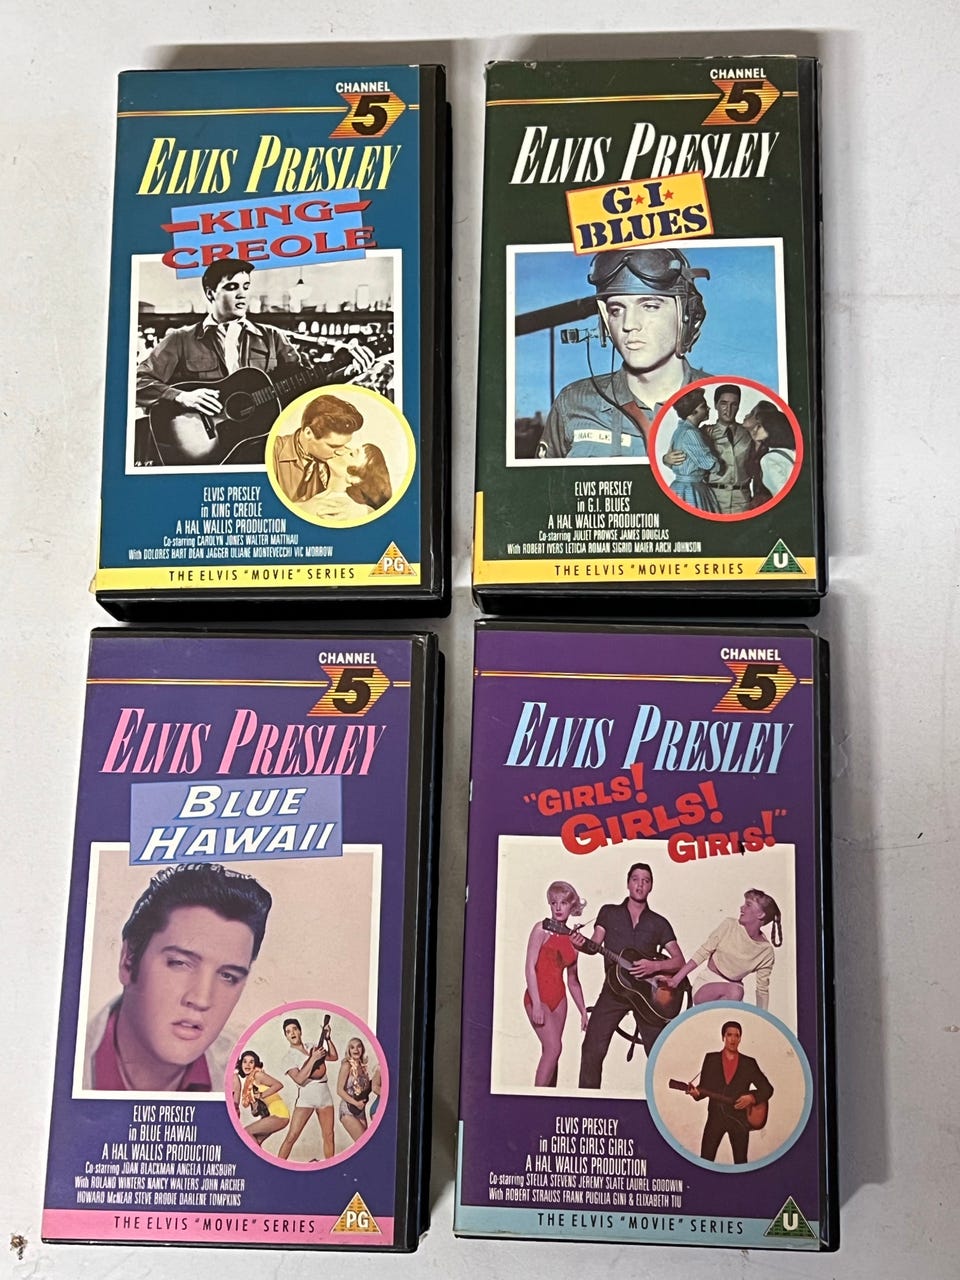 CHANNEL
5
ELVIS PRESLEY
KING
CREOLE
ELVIS PRESLEY
in KING CREOLE
A HAL WALLIS PRODUCTION
Co-starring CAROLYN JONES WALTER MATTHAU
With DOLORES HART DEAN JAGGER LILIANE MONTEVECCHI VIC MORROW
THE ELVIS "MOVIE" SERIES
PG
CHANNEL
5
ELVIS PRESLEY
G★I★
BLUES
ELVIS PRESLEY
in G.I. BLUES
A HAL WALLIS PRODUCTION
Co-starring JULIET PROWSE JAMES DOUGLAS
With ROBERT IVERS LETICIA ROMAN SIGRID MAIER ARCH JOHNSON
THE ELVIS "MOVIE" SERIES
U
CHANNEL
5
ELVIS PRESLEY
BLUE
HAWAII
ELVIS PRESLEY
in BLUE HAWAII
A HAL WALLIS PRODUCTION
Co-starring JOAN BLACKMAN ANGELA LANSBURY
With ROLAND WINTERS NANCY WALTERS JOHN ARCHER
HOWARD McNEAR STEVE BRODIE DARLENE TOMPKINS
THE ELVIS "MOVIE" SERIES
PG
CHANNEL
5
ELVIS PRESLEY
"GIRLS!
GIRLS!
GIRLS!"
ELVIS PRESLEY
in GIRLS GIRLS GIRLS
A HAL WALLIS PRODUCTION
Co-starring STELLA STEVENS JEREMY SLATE LAUREL GOODWIN
With ROBERT STRAUSS FRANK PUGILIA GINI & ELIXABETH TIU
THE ELVIS "MOVIE" SERIES
U